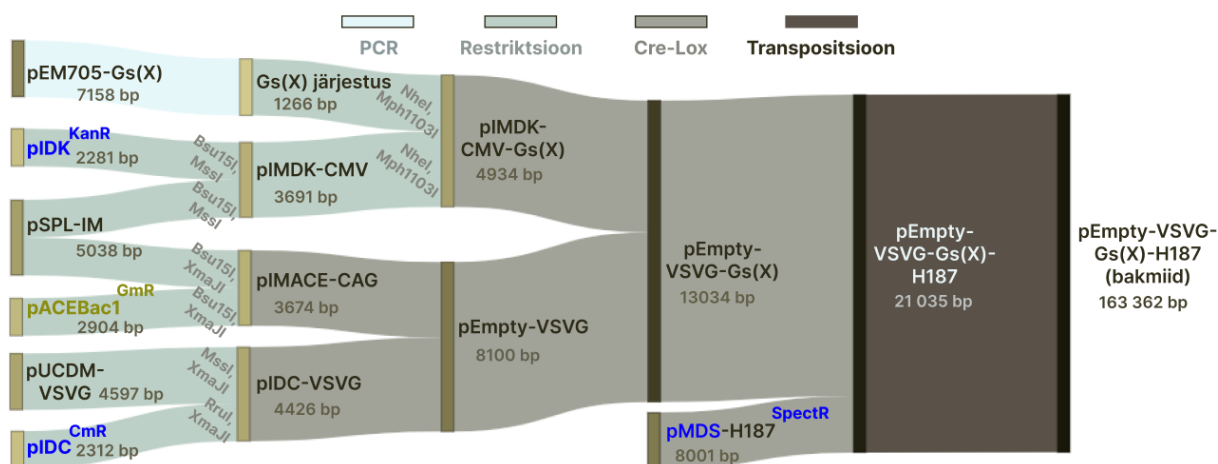 PCR
Restriktsioon
Cre-Lox
Transpositsioon
pEM705-Gs(X)
7158 bp
KanR
pIDK 2281 bp
pSPL-IM
5038 bp
GmR
pACEBac1
2904 bp
pUCDM-
VSVG 4597 bp
CmR
pIDC 2312 bp
Bsu15I,
MssI
Bsu15I,
MssI
Bsu15I,
XmaJI
Bsu15I,
XmaJI
MssI,
XmaJI
RruI,
XmaJI
Gs(X) järjestus
1266 bp
pIMDK-CMV
3691 bp
pIMACE-CAG
3674 bp
pIDC-VSVG
4426 bp
NheI,
Mph1103I
NheI,
Mph1103I
pIMDK-
CMV-Gs(X)
4934 bp
pEmpty-VSVG
8100 bp
pEmpty-
VSVG-Gs(X)
13034 bp
SpectR
pMDS-H187
8001 bp
pEmpty-
VSVG-Gs(X)-
H187
21 035 bp
pEmpty-VSVG-
Gs(X)-H187
(bakmiid)
163 362 bp